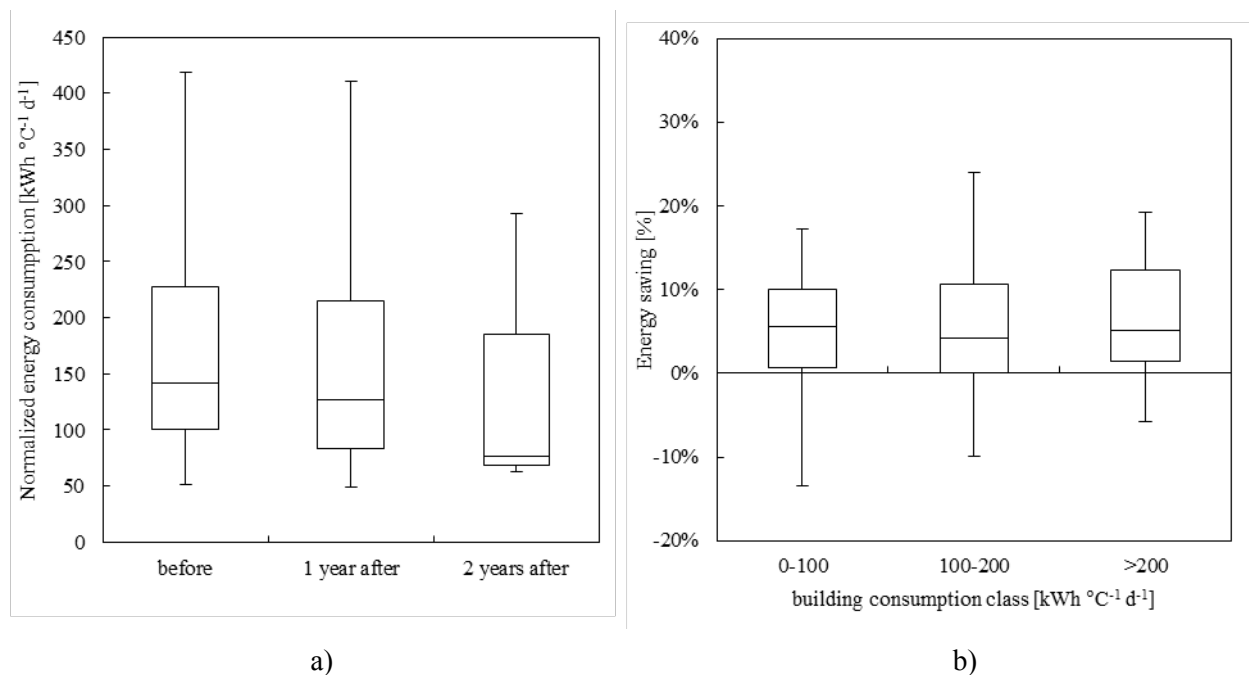 Normalized energy consumpption [kWh °C⁻¹ d⁻¹]
450
400
350
300
250
200
150
100
50
0
before 1 year after 2 years after
a)
Energy saving [%]
40%
30%
20%
10%
0%
-10%
-20%
0-100 100-200 >200
building consumption class [kWh °C⁻¹ d⁻¹]
b)